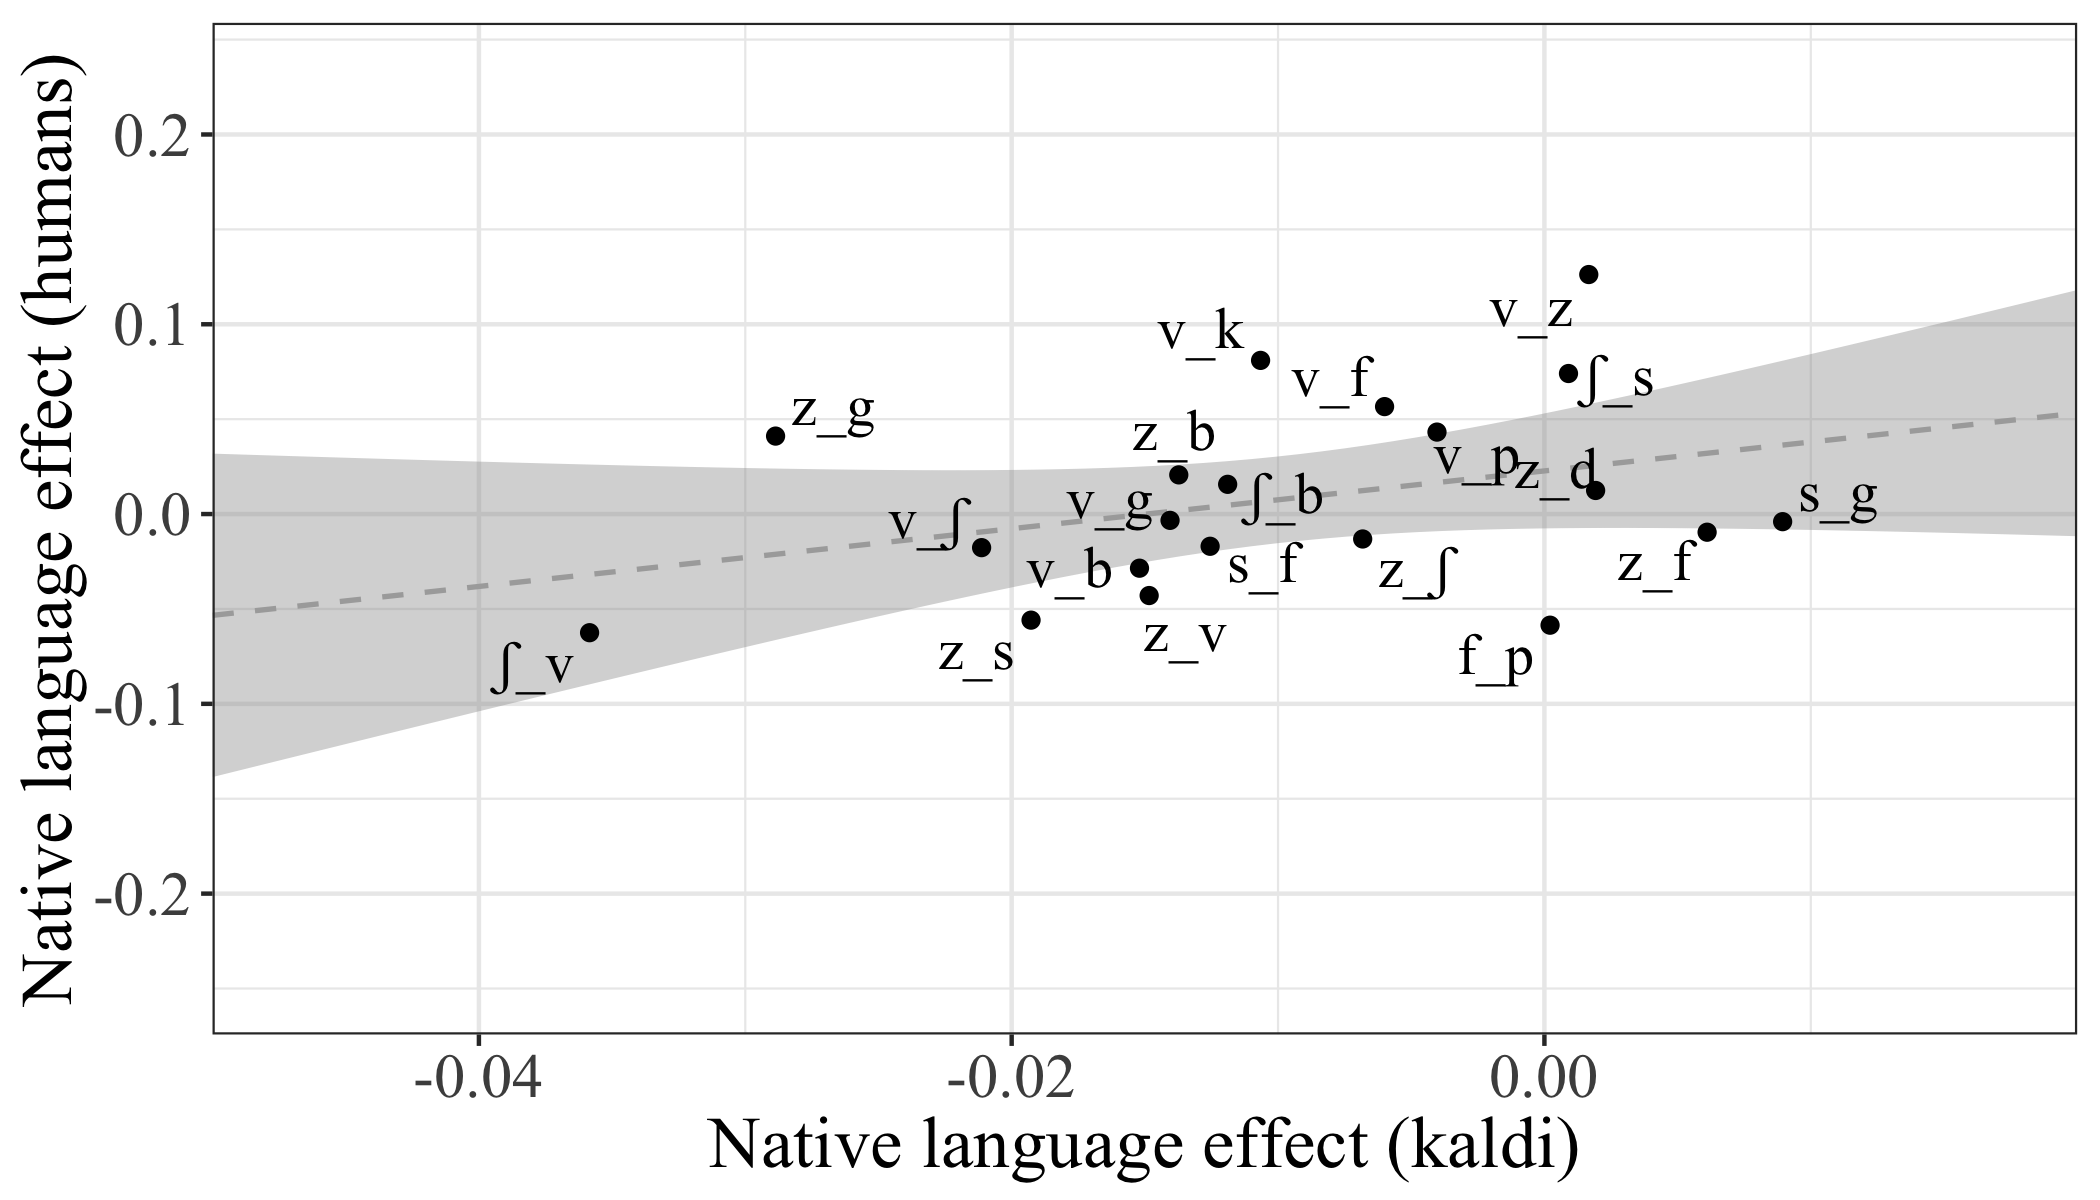 Native language effect (humans)
0.2
0.1
0.0
-0.1
-0.2
v_z
v_k
ʃ_s
v_f
z_g
z_b
v_p
z_d
v_g
ʃ_b
s_g
v_ʃ
v_b
s_f
z_ʃ
z_f
z_v
z_s
f_p
ʃ_v
-0.04
-0.02
0.00
Native language effect (kaldi)